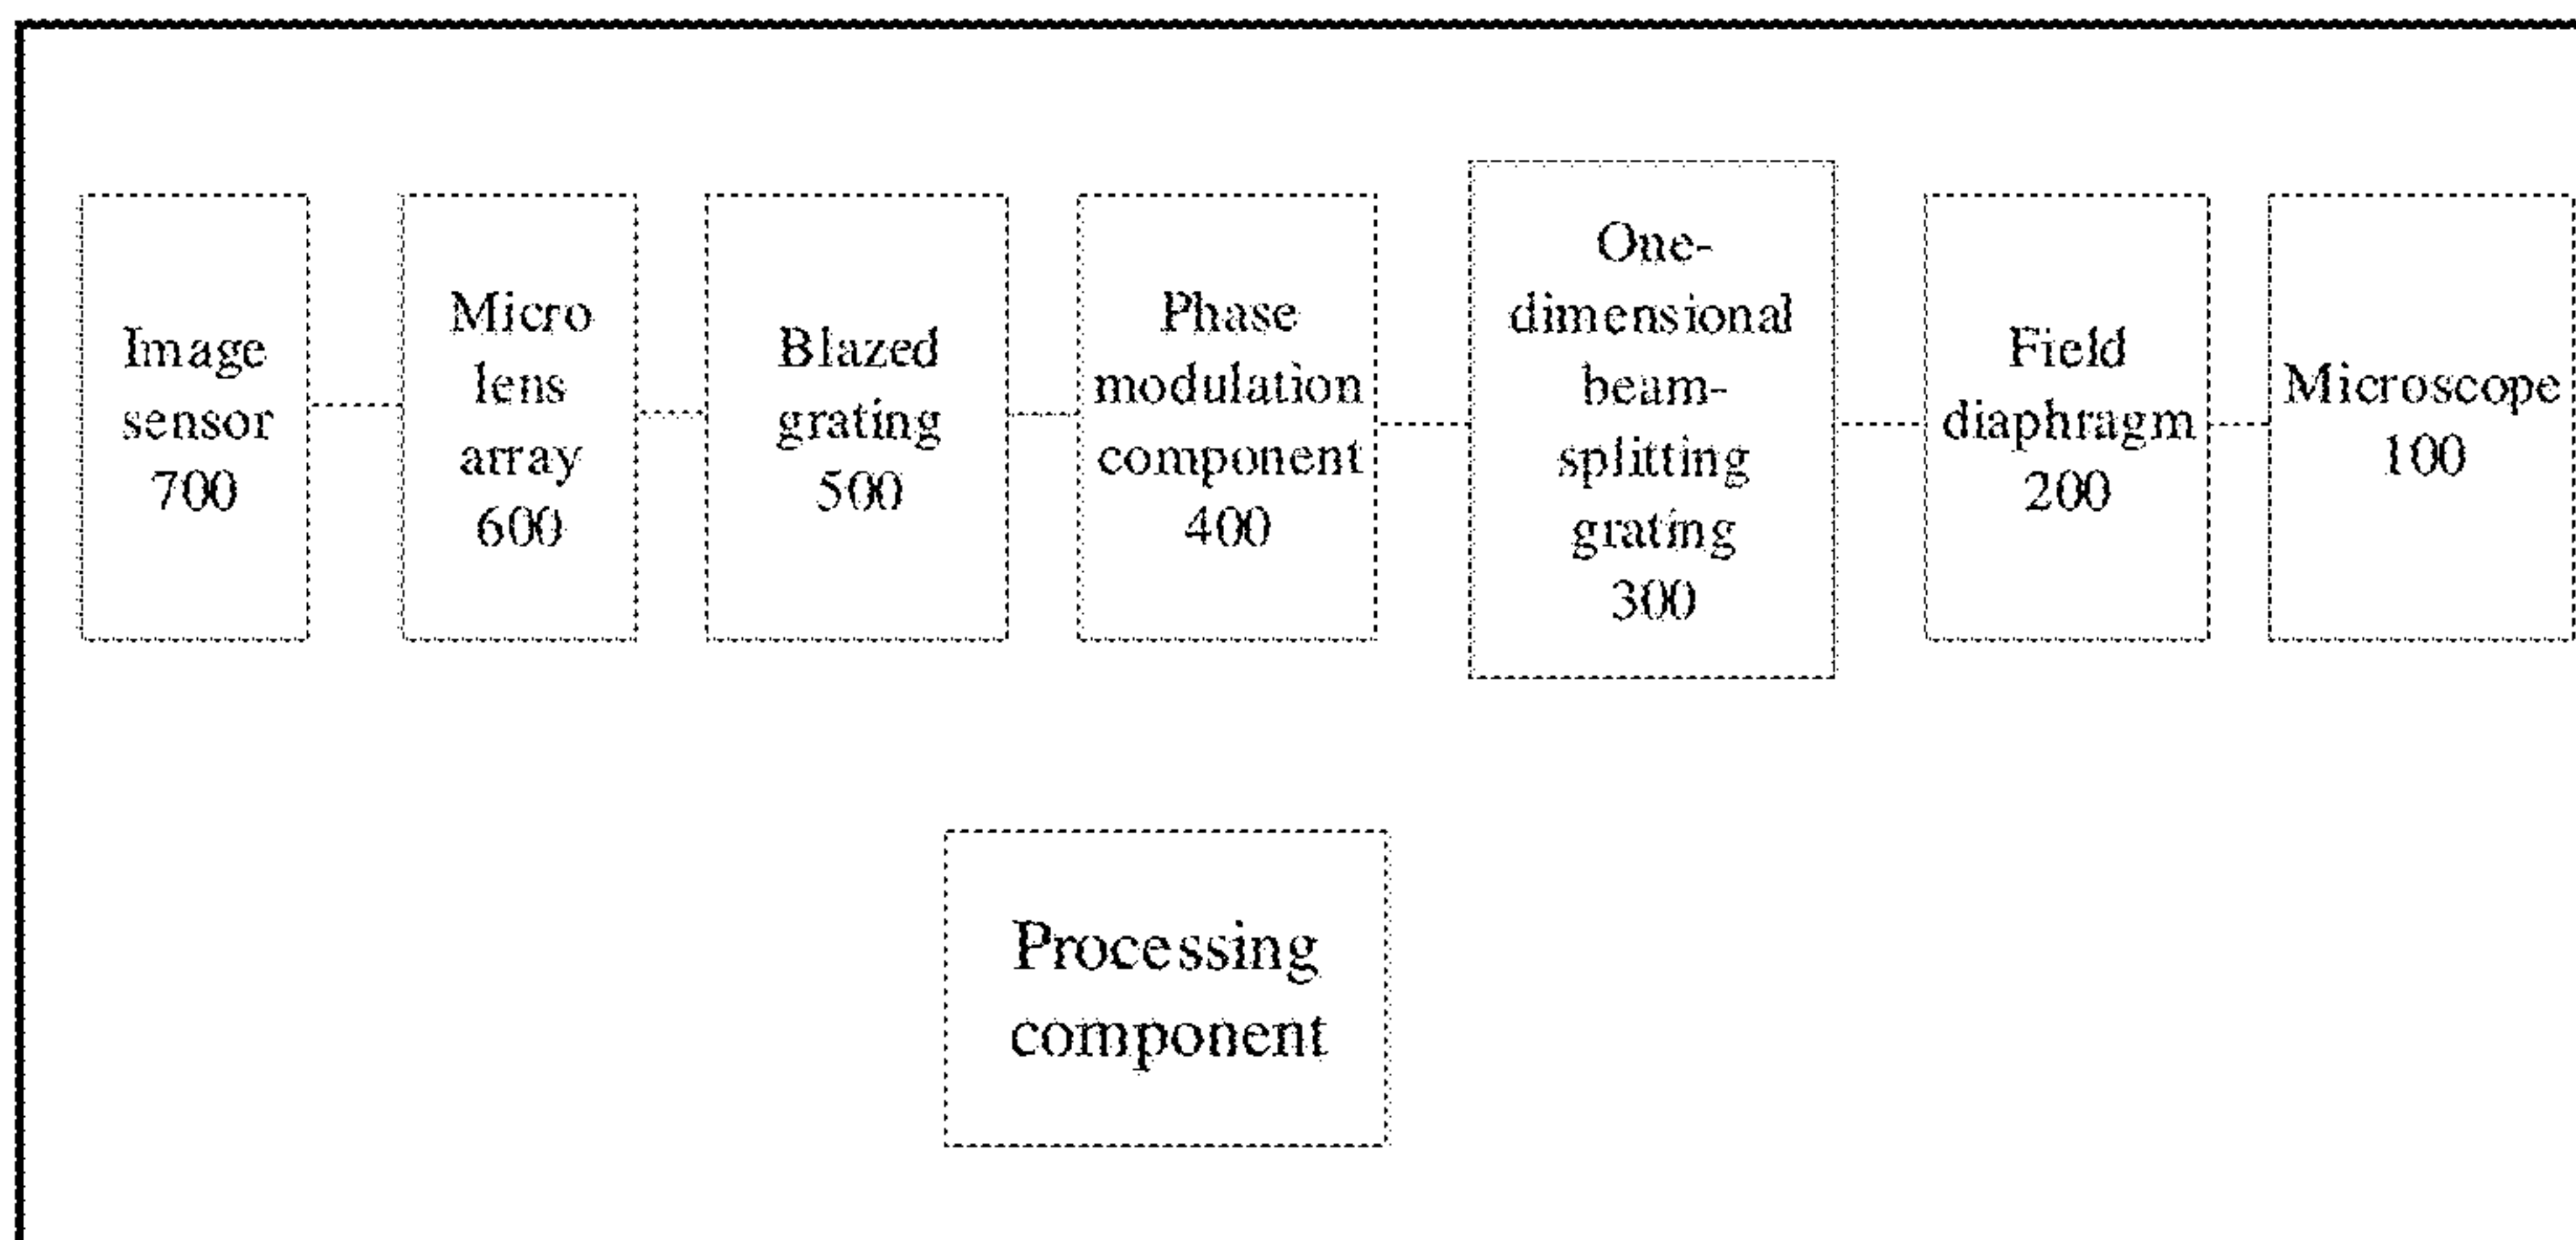 Image
sensor
700
Micro
lens
array
600
Blazed
grating
500
Phase
modulation
component
400
One-
dimensional
beam-
splitting
grating
300
Field
diaphragm
200
Microscope
100
Processing
component